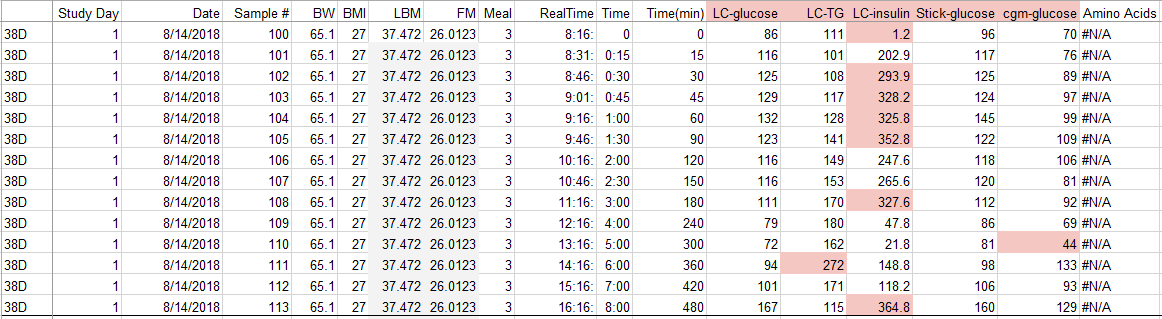 Study Day Date Sample # BW BMI LBM FM Meal RealTime Time Time(min) LC-glucose LC-TG LC-insulin Stick-glucose cgm-glucose Amino Acids
38D 1 8/14/2018 100 65.1 27 37.472 26.0123 3 8:16: 0 0 86 111 1.2 96 70 #N/A
38D 1 8/14/2018 101 65.1 27 37.472 26.0123 3 8:31: 0:15 15 116 101 202.9 117 76 #N/A
38D 1 8/14/2018 102 65.1 27 37.472 26.0123 3 8:46: 0:30 30 125 108 293.9 125 89 #N/A
38D 1 8/14/2018 103 65.1 27 37.472 26.0123 3 9:01: 0:45 45 129 117 328.2 124 97 #N/A
38D 1 8/14/2018 104 65.1 27 37.472 26.0123 3 9:16: 1:00 60 132 128 325.8 145 99 #N/A
38D 1 8/14/2018 105 65.1 27 37.472 26.0123 3 9:46: 1:30 90 123 141 352.8 122 109 #N/A
38D 1 8/14/2018 106 65.1 27 37.472 26.0123 3 10:16: 2:00 120 116 149 247.6 118 106 #N/A
38D 1 8/14/2018 107 65.1 27 37.472 26.0123 3 10:46: 2:30 150 116 153 265.6 120 81 #N/A
38D 1 8/14/2018 108 65.1 27 37.472 26.0123 3 11:16: 3:00 180 111 170 327.6 112 92 #N/A
38D 1 8/14/2018 109 65.1 27 37.472 26.0123 3 12:16: 4:00 240 79 180 47.8 86 69 #N/A
38D 1 8/14/2018 110 65.1 27 37.472 26.0123 3 13:16: 5:00 300 72 162 21.8 81 44 #N/A
38D 1 8/14/2018 111 65.1 27 37.472 26.0123 3 14:16: 6:00 360 94 272 148.8 98 133 #N/A
38D 1 8/14/2018 112 65.1 27 37.472 26.0123 3 15:16: 7:00 420 101 171 118.2 106 93 #N/A
38D 1 8/14/2018 113 65.1 27 37.472 26.0123 3 16:16: 8:00 480 167 115 364.8 160 129 #N/A